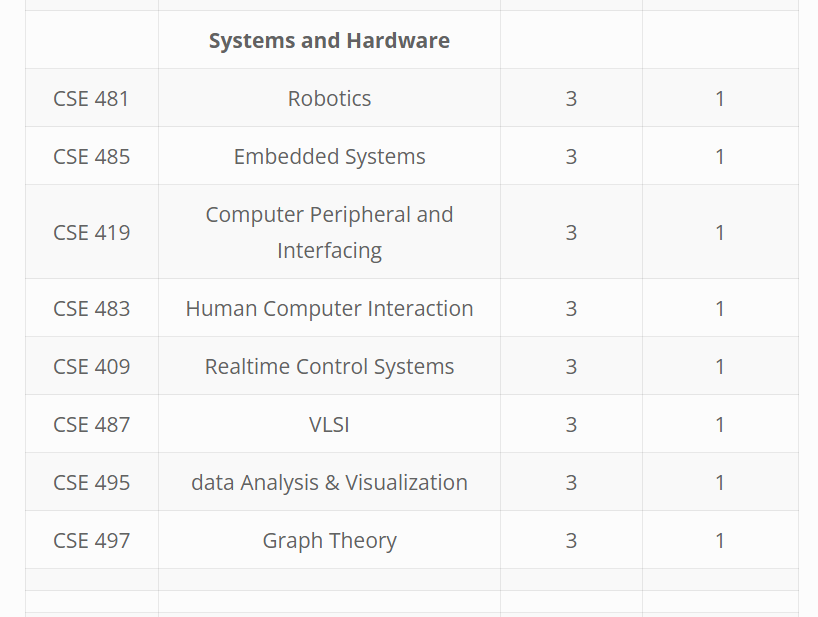 Systems and Hardware
CSE 481 Robotics 3 1
CSE 485 Embedded Systems 3 1
CSE 419 Computer Peripheral and
Interfacing 3 1
CSE 483 Human Computer Interaction 3 1
CSE 409 Realtime Control Systems 3 1
CSE 487 VLSI 3 1
CSE 495 data Analysis & Visualization 3 1
CSE 497 Graph Theory 3 1